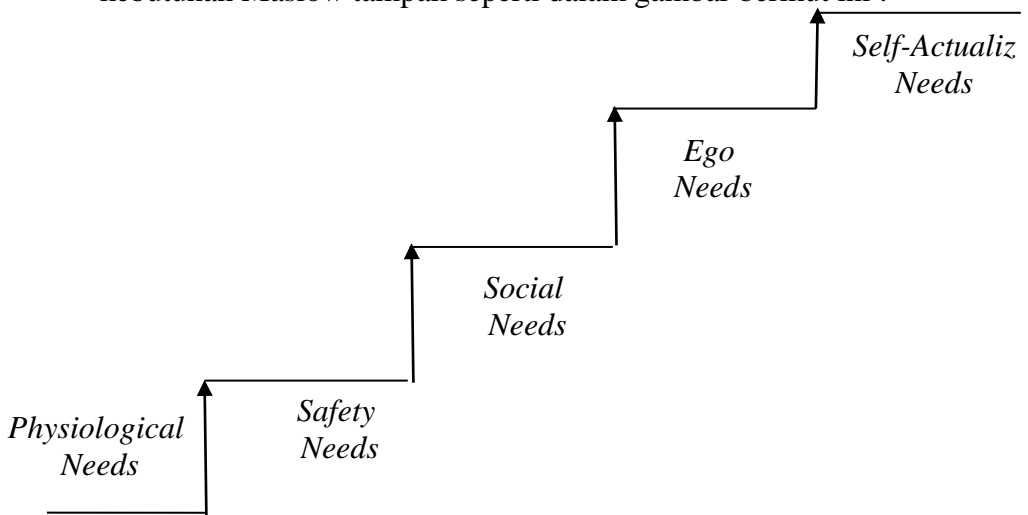 kebutuhan Maslow tampak seperti dalam gambar berikut ini :
Self-Actualiz
Needs
Ego
Needs
Social
Needs
Safety
Needs
Physiological
Needs